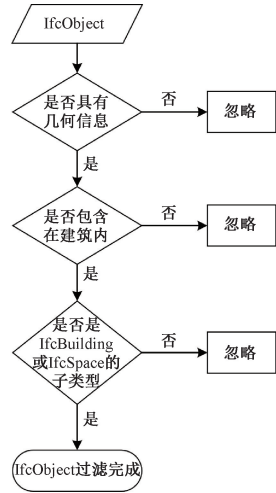 IfcObject
是否具有
几何信息
否
忽略
是
是否包含
在建筑内
否
忽略
是
是否是
IfcBuilding
或IfcSpace的
子类型
否
忽略
是
IfcObject过滤完成